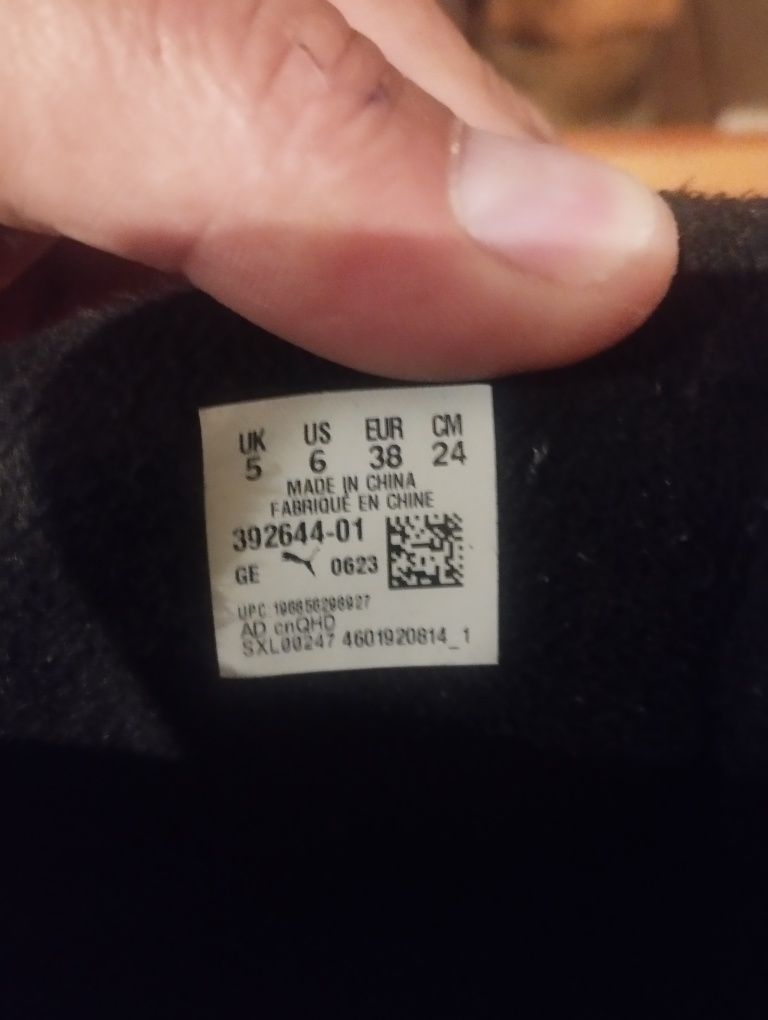 UK US EUR CM
5 6 38 24
MADE IN CHINA
FABRIQUÉ EN CHINE
392644-01
GE 0623
UPC:196656296927
AD cnQHD
SXL00247 4601920814_1